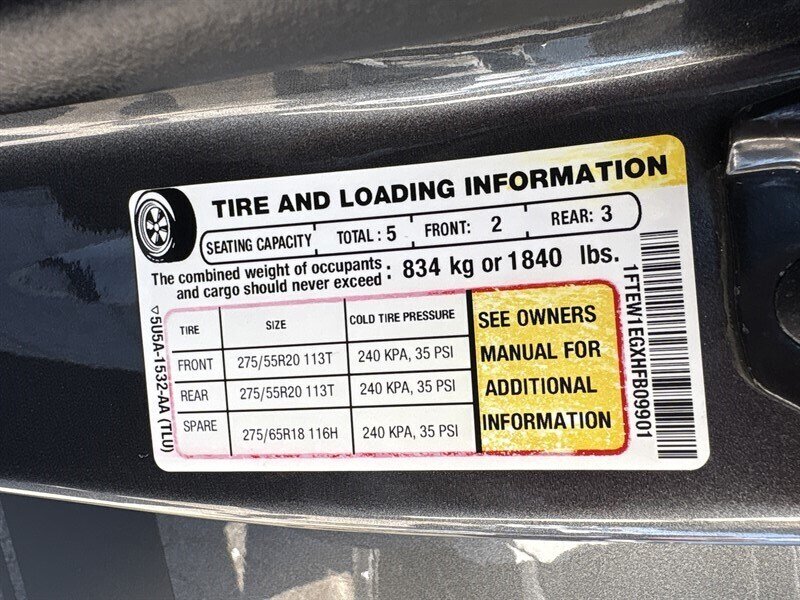 TIRE AND LOADING INFORMATION
SEATING CAPACITY TOTAL : 5 FRONT: 2 REAR: 3
The combined weight of occupants
and cargo should never exceed : 834 kg or 1840 lbs.
TIRE SIZE COLD TIRE PRESSURE
FRONT 275/55R20 113T 240 KPA, 35 PSI
REAR 275/55R20 113T 240 KPA, 35 PSI
SPARE 275/65R18 116H 240 KPA, 35 PSI
SEE OWNERS
MANUAL FOR
ADDITIONAL
INFORMATION
5U5A-1532-AA (TLU)
1FTEW1EGXHFB09901